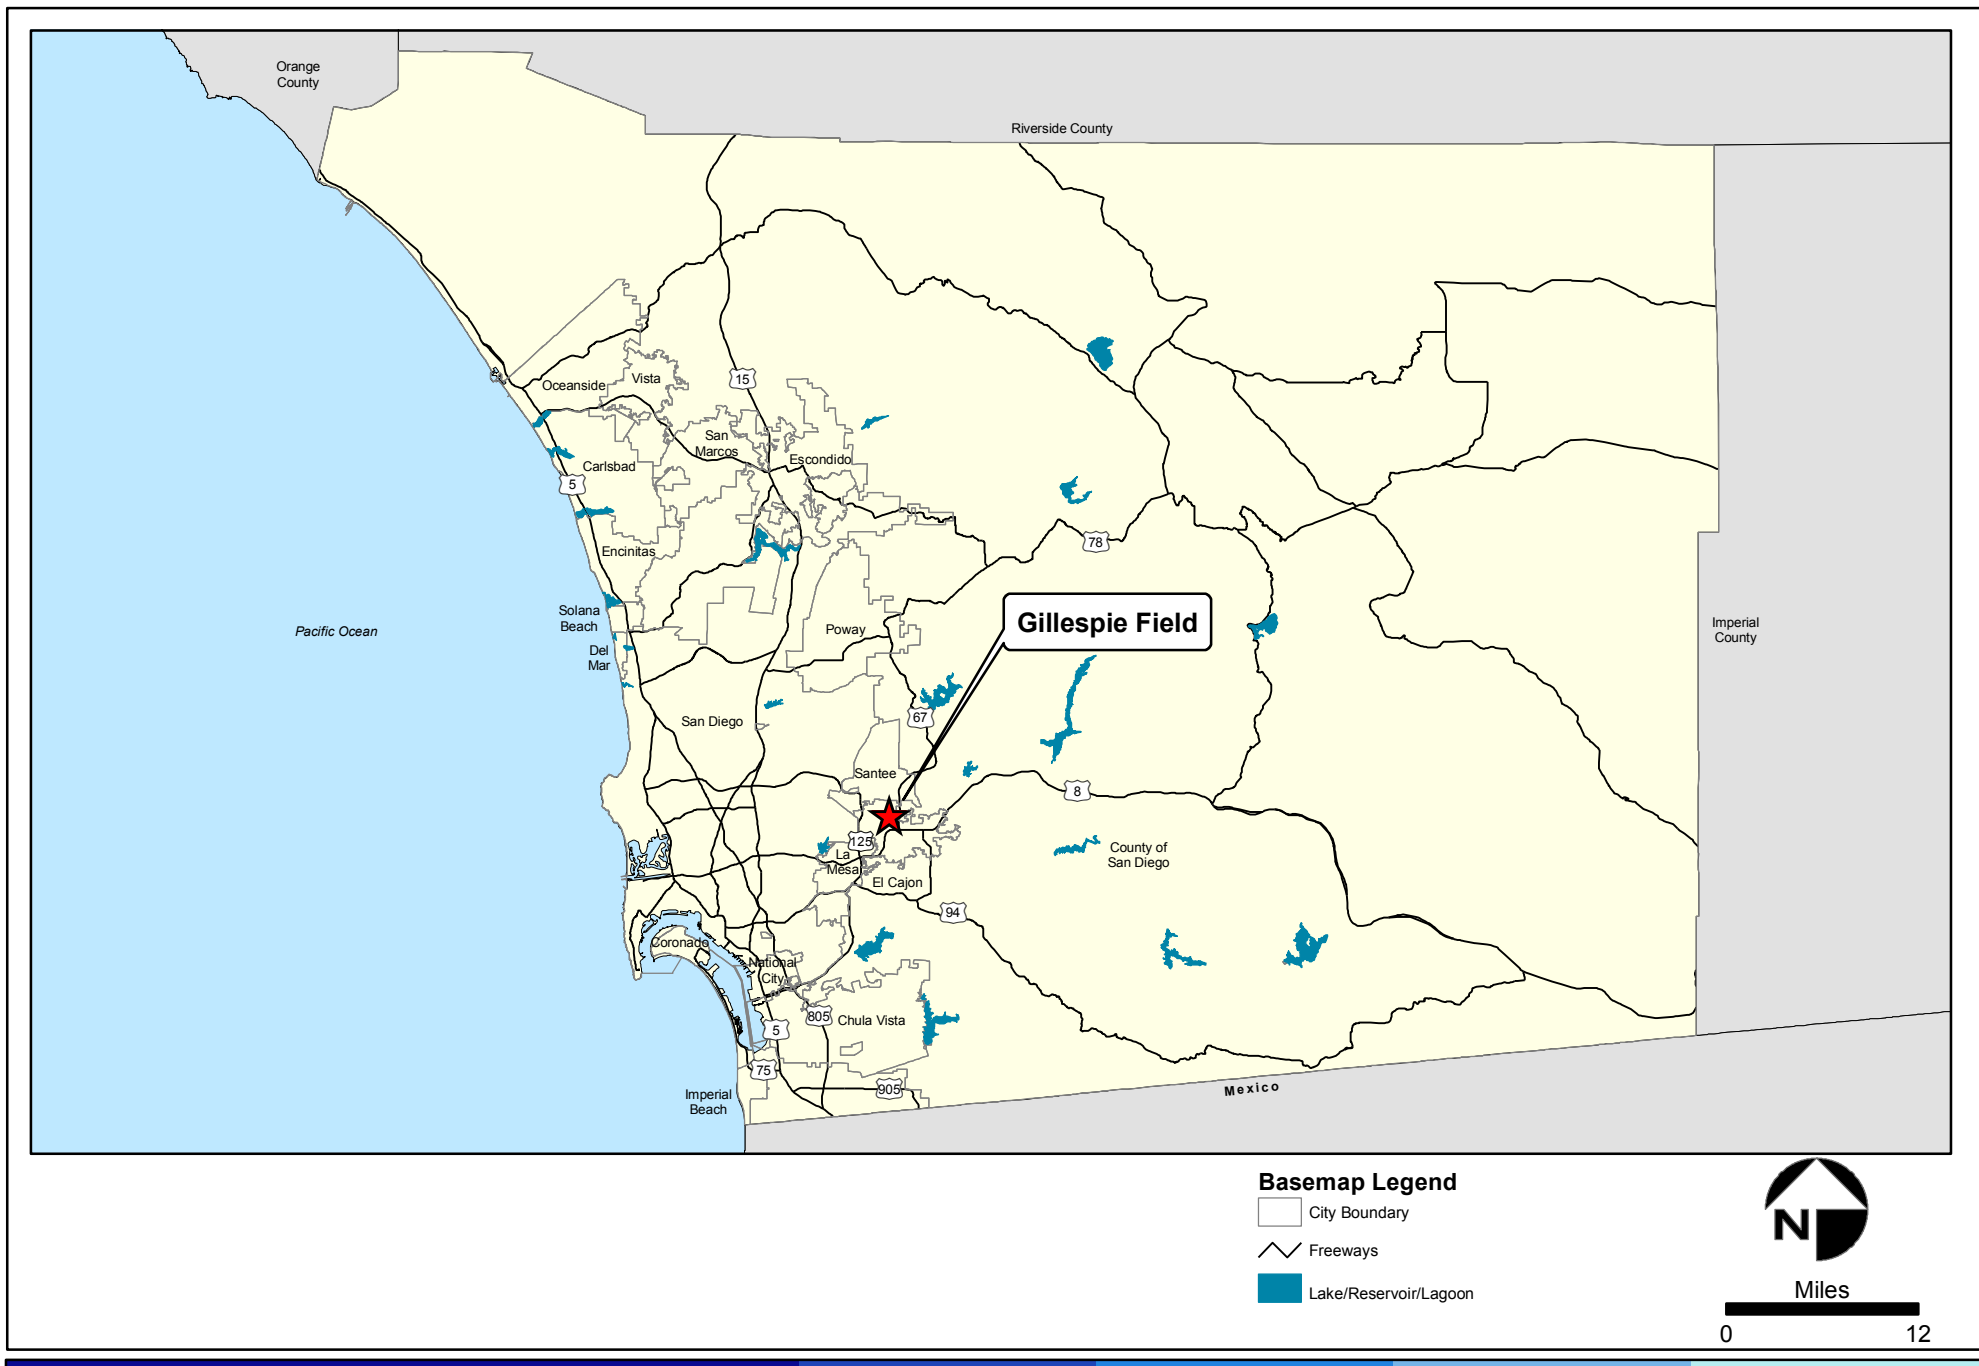 Orange
County
Riverside County
Oceanside
Vista
15
San
Marcos
Escondido
Carlsbad
5
78
Encinitas
Solana
Beach
Gillespie Field
Poway
Imperial
County
Pacific Ocean
Del
Mar
67
San Diego
Santee
8
125
La
Mesa
County of
San Diego
El Cajon
94
Coronado
National
City
805
Chula Vista
5
75
905
Mexico
Imperial
Beach
Basemap Legend
City Boundary
Freeways
Lake/Reservoir/Lagoon
N
Miles
0 12